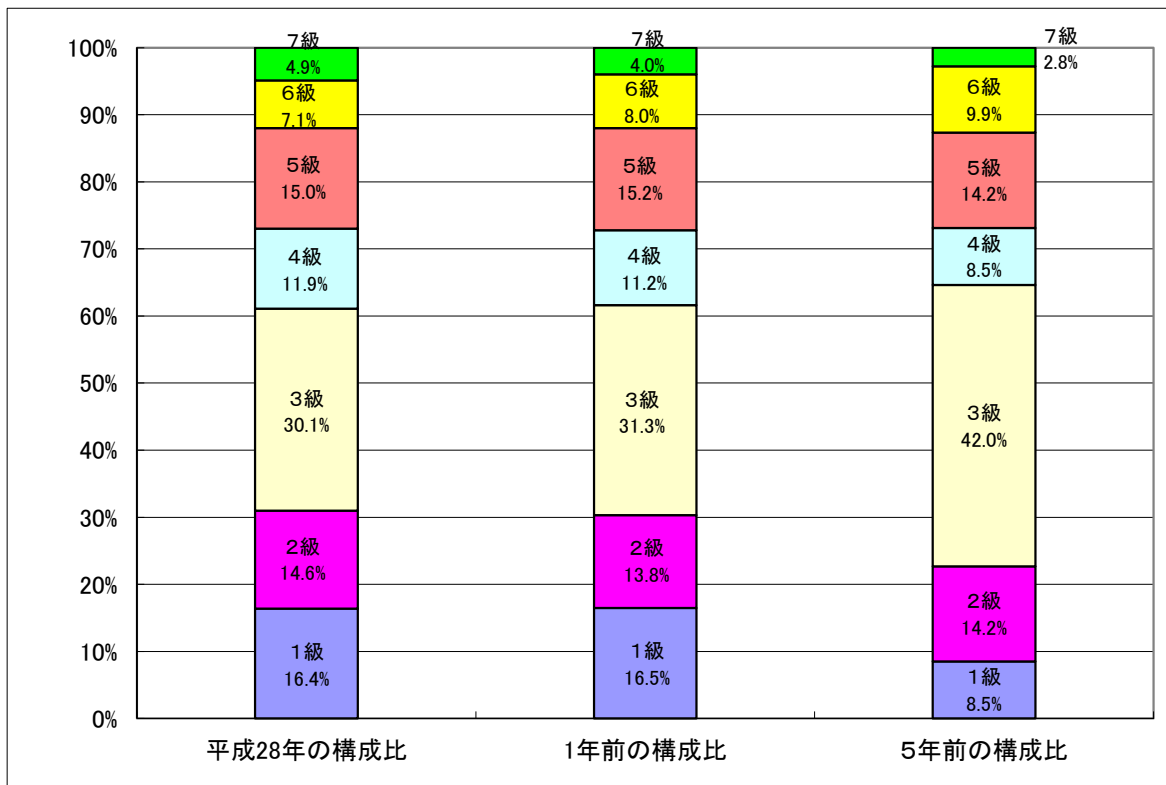 100%
90%
80%
70%
60%
50%
40%
30%
20%
10%
0%
7級
4.9%
6級
7.1%
5級
15.0%
4級
11.9%
3級
30.1%
2級
14.6%
1級
16.4%
7級
4.0%
6級
8.0%
5級
15.2%
4級
11.2%
3級
31.3%
2級
13.8%
1級
16.5%
7級
2.8%
6級
9.9%
5級
14.2%
4級
8.5%
3級
42.0%
2級
14.2%
1級
8.5%
平成28年の構成比
1年前の構成比
5年前の構成比